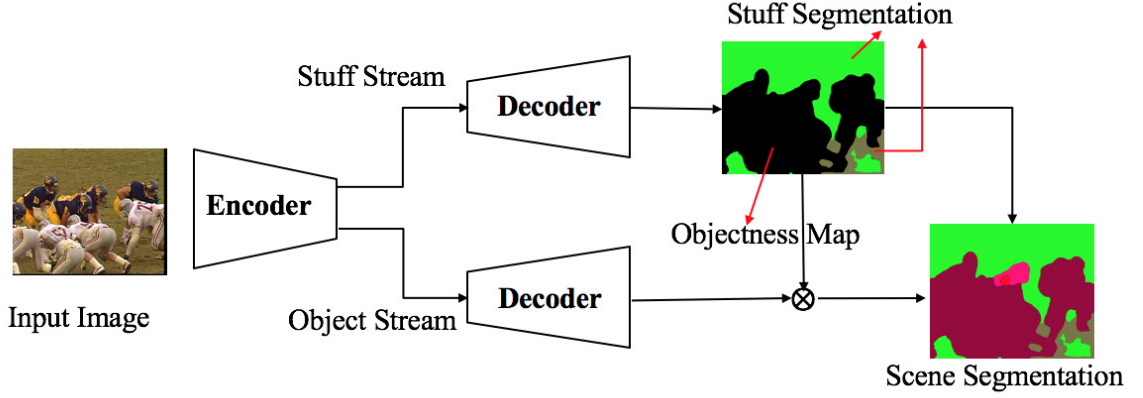 Stuff Segmentation
Stuff Stream
Decoder
Encoder
Objectness Map
Decoder
Input Image
Object Stream
Scene Segmentation